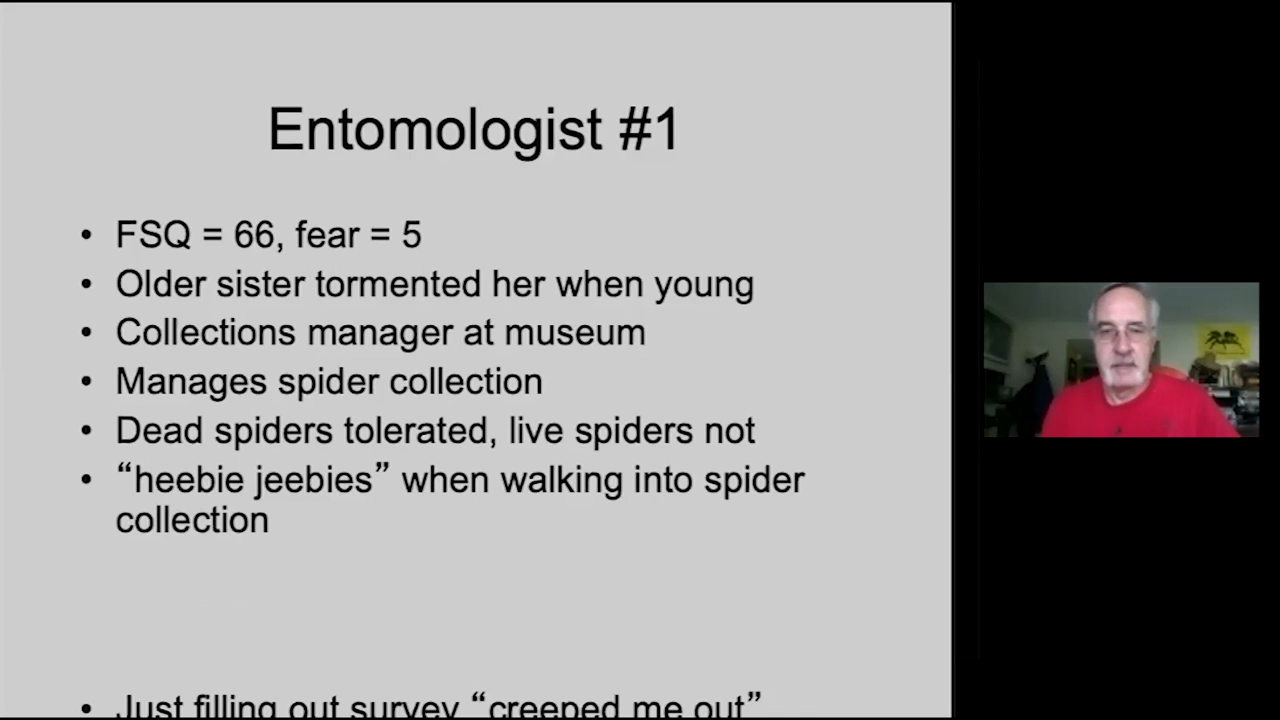 Entomologist #1
• FSQ = 66, fear = 5
• Older sister tormented her when young
• Collections manager at museum
• Manages spider collection
• Dead spiders tolerated, live spiders not
• “heebie jeebies” when walking into spider
collection
• Just filling out survey “creeped me out”